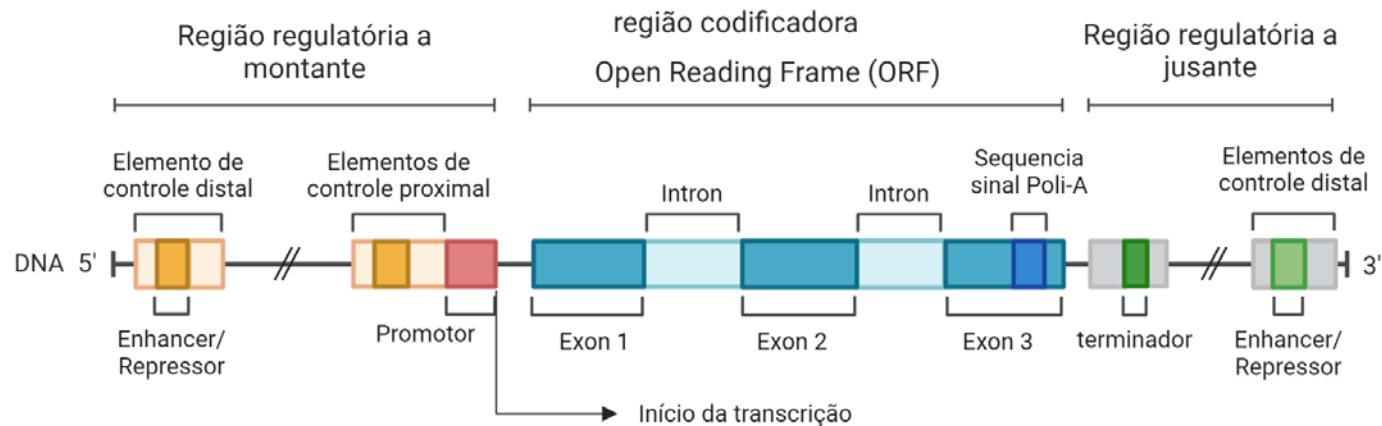 Região regulatória a
montante
região codificadora
Open Reading Frame (ORF)
Região regulatória a
jusante
Elemento de
controle distal
Elementos de
controle proximal
Intron
Intron
Sequencia
sinal Poli-A
Elementos de
controle distal
DNA 5'
3'
Enhancer/
Repressor
Promotor
Exon 1
Exon 2
Exon 3
terminador
Enhancer/
Repressor
Início da transcrição